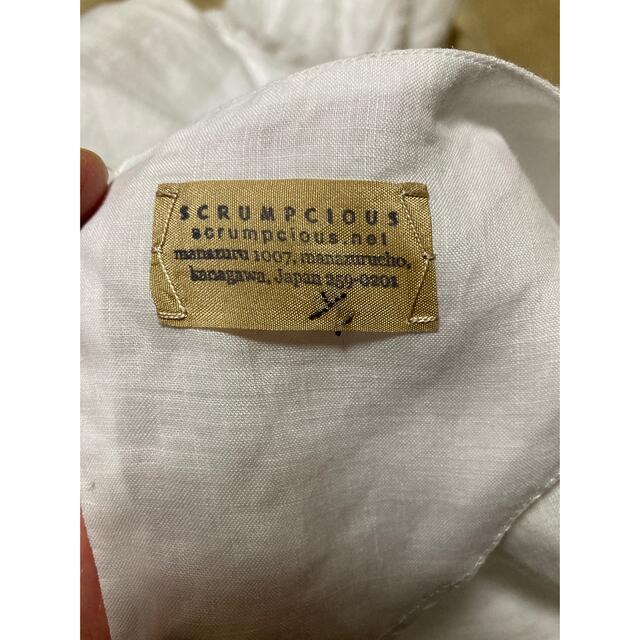 SCRUMPCIOUS
scrumpcious.net
manazuru 1007, manazurucho,
kanagawa, Japan 259-0201